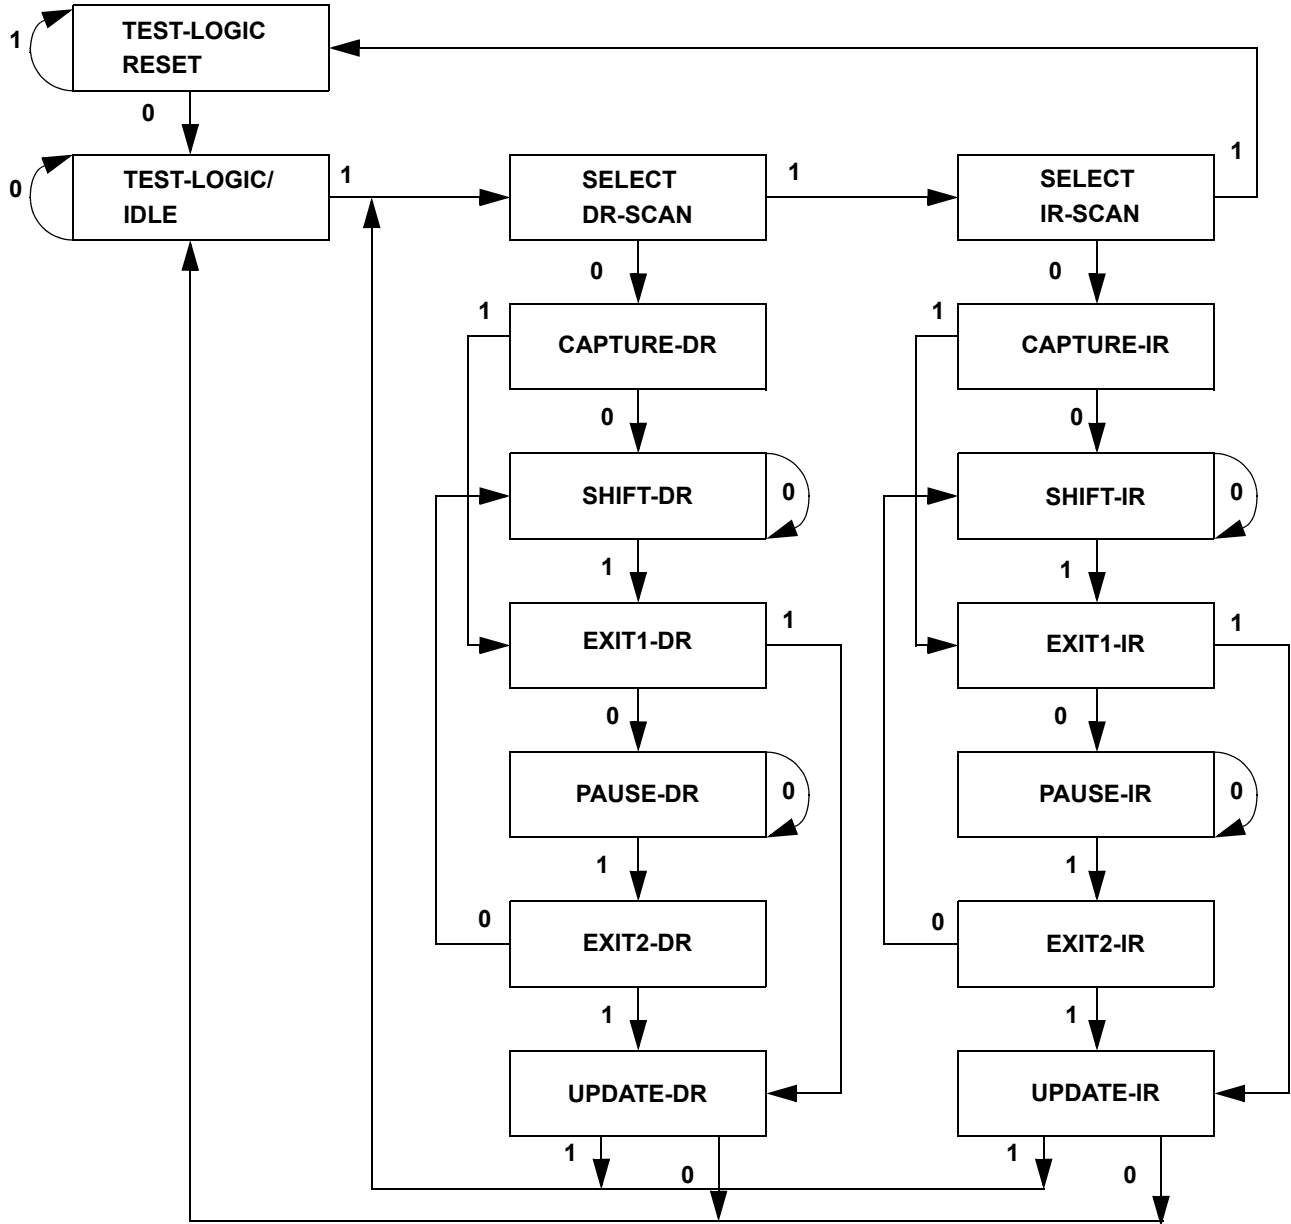 1
TEST-LOGIC
RESET
0
0
TEST-LOGIC/
IDLE
1
SELECT
DR-SCAN
1
SELECT
IR-SCAN
1
0
0
1
CAPTURE-DR
1
CAPTURE-IR
0
0
SHIFT-DR
0
SHIFT-IR
0
1
1
EXIT1-DR
1
EXIT1-IR
1
0
0
PAUSE-DR
0
PAUSE-IR
0
1
1
0
EXIT2-DR
0
EXIT2-IR
1
1
UPDATE-DR
UPDATE-IR
1
0
1
0